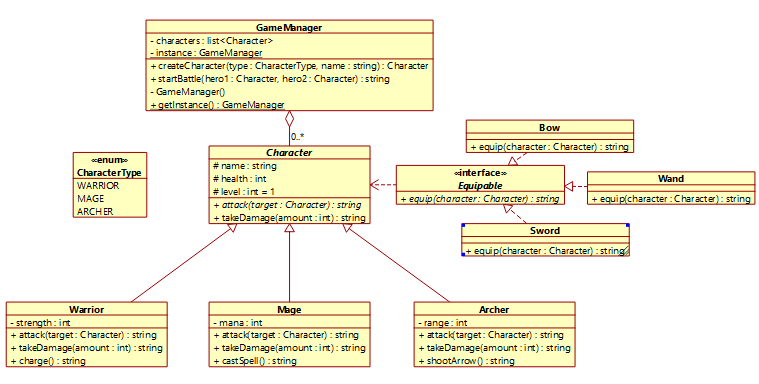 GameManager
- characters : list<Character>
- instance : GameManager
+ createCharacter(type : CharacterType, name : string) : Character
+ startBattle(hero1 : Character, hero2 : Character) : string
- GameManager()
+ getInstance() : GameManager
0..*
«enum»
CharacterType
WARRIOR
MAGE
ARCHER
Character
# name : string
# health : int
# level : int = 1
+ attack(target : Character) : string
+ takeDamage(amount : int) : string
Bow
+ equip(character : Character) : string
«interface»
Equipable
+ equip(character : Character) : string
Wand
+ equip(character : Character) : string
Sword
+ equip(character : Character) : string
Warrior
- strength : int
+ attack(target : Character) : string
+ takeDamage(amount : int) : string
+ charge() : string
Mage
- mana : int
+ attack(target : Character) : string
+ takeDamage(amount : int) : string
+ castSpell() : string
Archer
- range : int
+ attack(target : Character) : string
+ takeDamage(amount : int) : string
+ shootArrow() : string